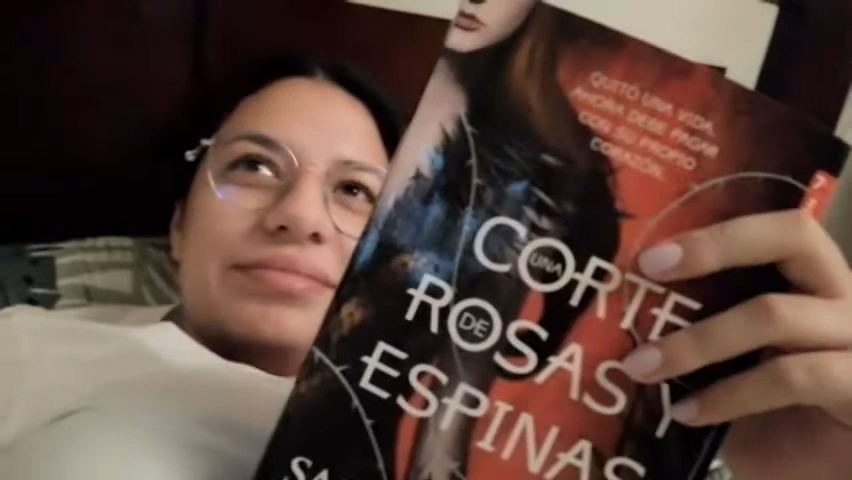 QUITÓ UNA VIDA.
AHORA DEBE PAGAR
CON SU PROPIO
CORAZÓN.
UNA
CORTE
DE
ROSAS Y
ESPINAS